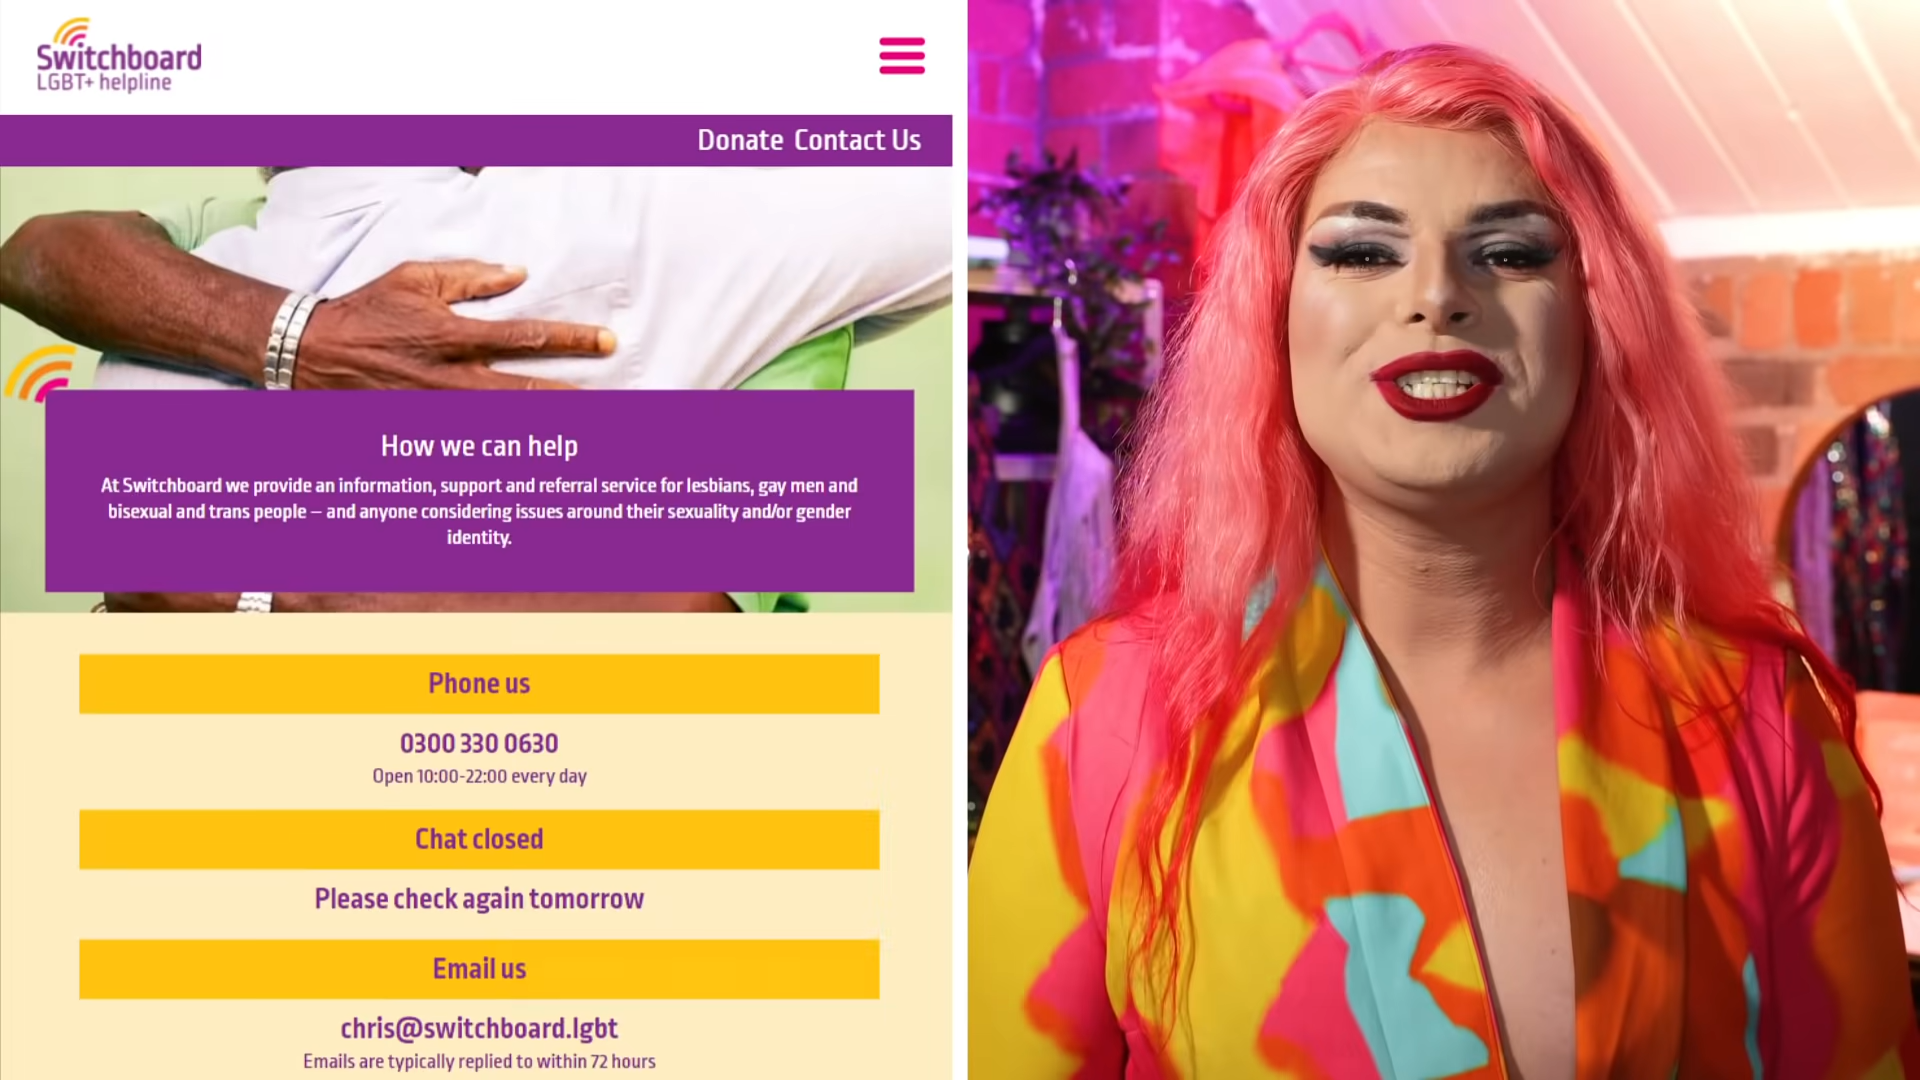 Switchboard
LGBT+ helpline
Donate Contact Us
How we can help
At Switchboard we provide an information, support and referral service for lesbians, gay men and
bisexual and trans people – and anyone considering issues around their sexuality and/or gender
identity.
Phone us
0300 330 0630
Open 10:00-22:00 every day
Chat closed
Please check again tomorrow
Email us
chris@switchboard.lgbt
Emails are typically replied to within 72 hours